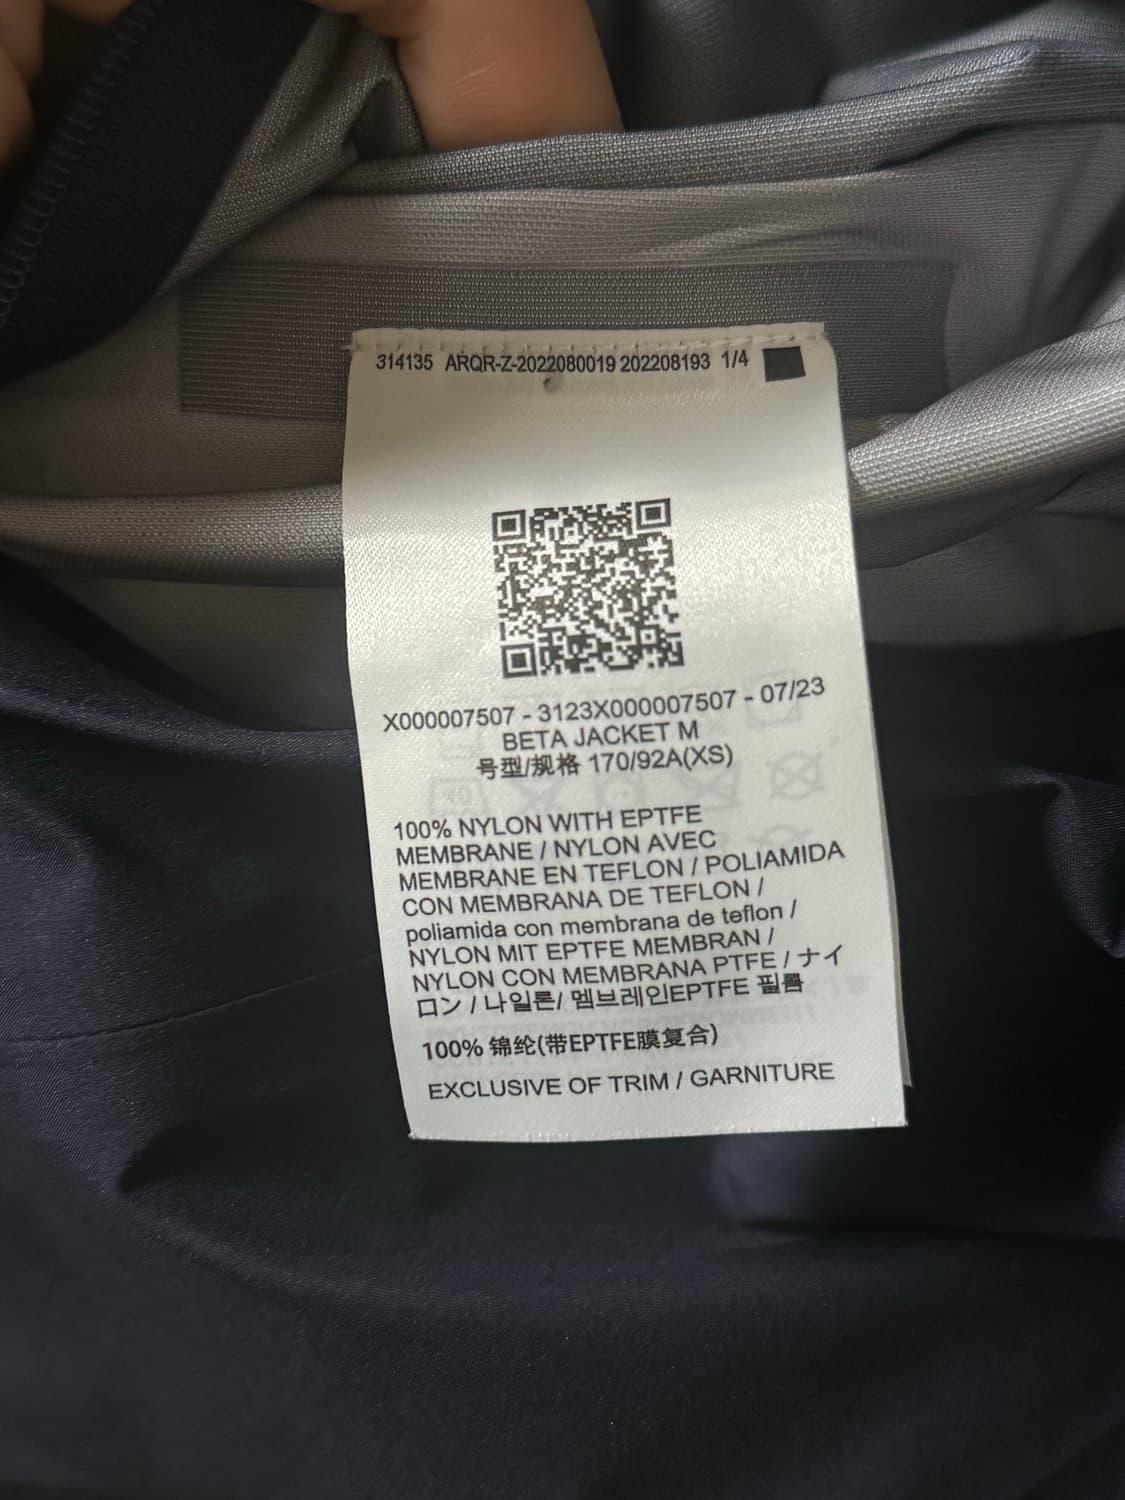 314135 ARQR-Z-2022080019 202208193 1/4
X000007507 - 3123X000007507 - 07/23
BETA JACKET M
号型/规格 170/92A(XS)
100% NYLON WITH EPTFE
MEMBRANE / NYLON AVEC
MEMBRANE EN TEFLON / POLIAMIDA
CON MEMBRANA DE TEFLON /
poliamida con membrana de teflon /
NYLON MIT EPTFE MEMBRAN /
NYLON CON MEMBRANA PTFE / ナイ
ロン / 나일론/ 멤브레인EPTFE 필름
100% 锦纶(带EPTFE膜复合)
EXCLUSIVE OF TRIM / GARNITURE